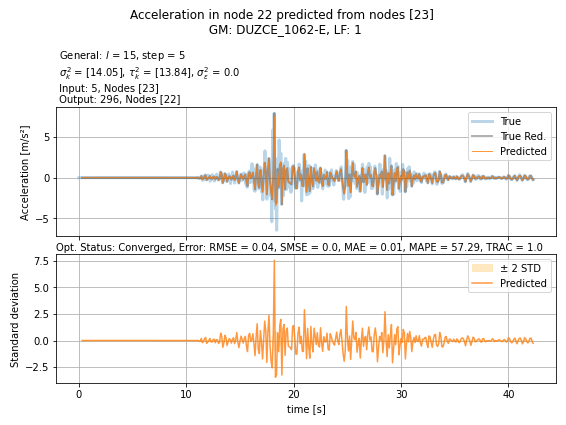 Acceleration in node 22 predicted from nodes [23]
GM: DUZCE_1062-E, LF: 1
General: l = 15, step = 5
σ²ₖ = [14.05], τ²ₖ = [13.84], σ²ₑ = 0.0
Input: 5, Nodes [23]
Output: 296, Nodes [22]
Acceleration [m/s²]
5
0
−5
True
True Red.
Predicted
Opt. Status: Converged, Error: RMSE = 0.04, SMSE = 0.0, MAE = 0.01, MAPE = 57.29, TRAC = 1.0
Standard deviation
7.5
5.0
2.5
0.0
−2.5
± 2 STD
Predicted
0 10 20 30 40
time [s]